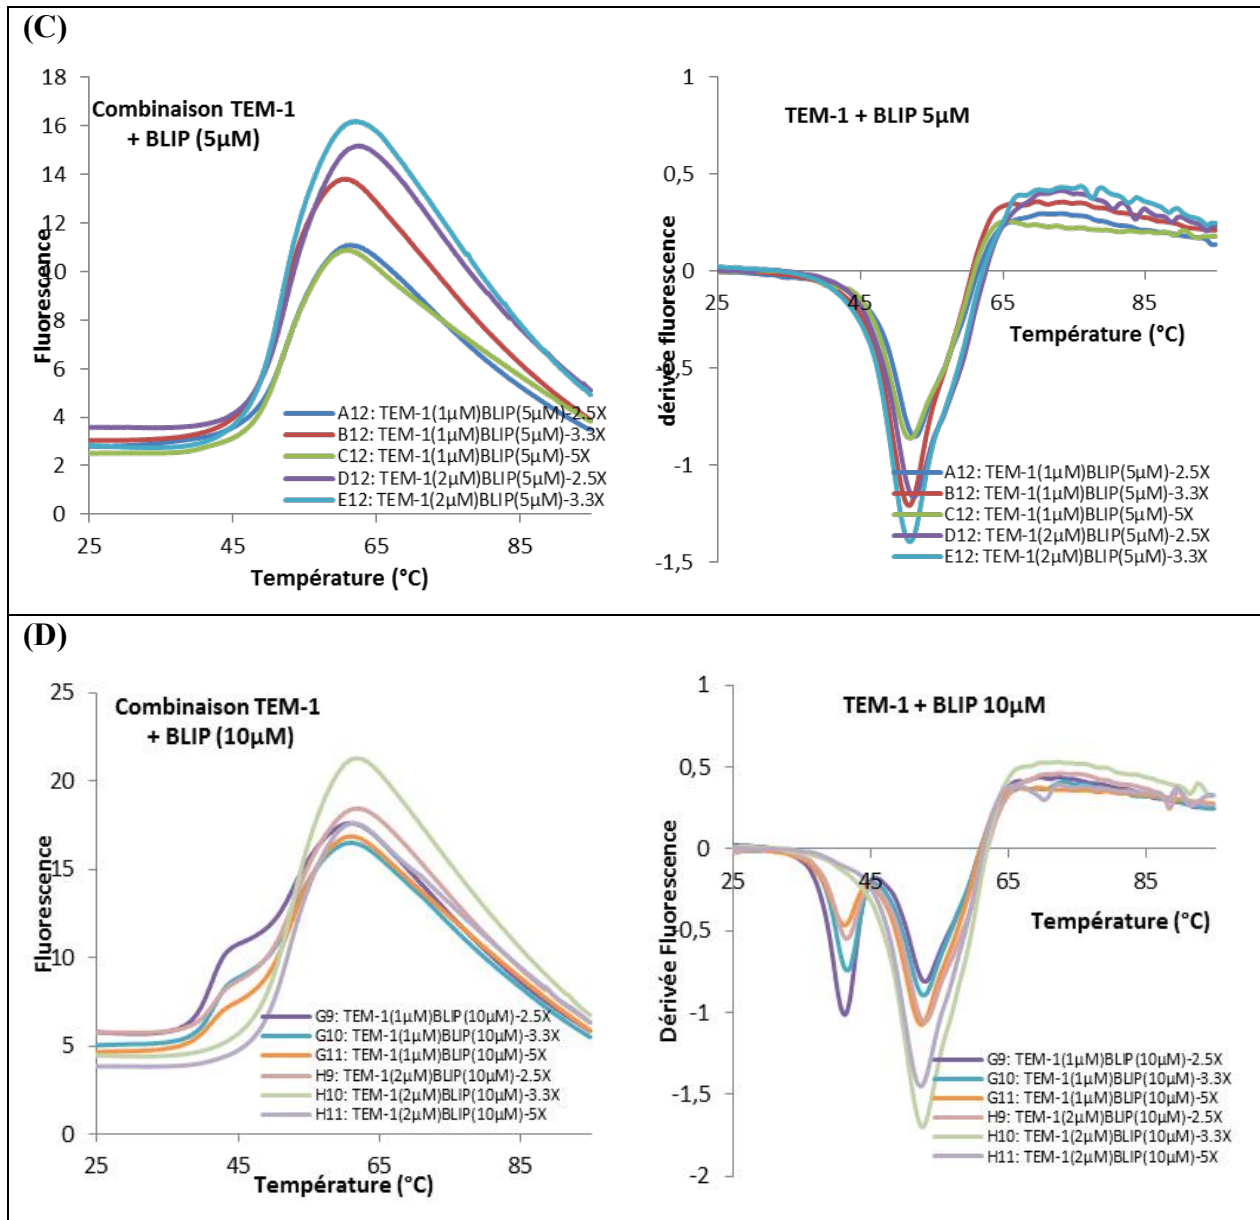 (C)
Combinaison TEM-1
+ BLIP (5µM)
18
16
14
12
10
8
6
4
2
0
Fluorescence
25
45
65
85
Température (°C)
A12: TEM-1(1µM)BLIP(5µM)-2.5X
B12: TEM-1(1µM)BLIP(5µM)-3.3X
C12: TEM-1(1µM)BLIP(5µM)-5X
D12: TEM-1(2µM)BLIP(5µM)-2.5X
E12: TEM-1(2µM)BLIP(5µM)-3.3X
TEM-1 + BLIP 5µM
1
0,5
0
-0,5
-1
-1,5
dérivée fluorescence
25
45
65
85
Température (°C)
A12: TEM-1(1µM)BLIP(5µM)-2.5X
B12: TEM-1(1µM)BLIP(5µM)-3.3X
C12: TEM-1(1µM)BLIP(5µM)-5X
D12: TEM-1(2µM)BLIP(5µM)-2.5X
E12: TEM-1(2µM)BLIP(5µM)-3.3X
(D)
Combinaison TEM-1
+ BLIP (10µM)
25
20
15
10
5
0
Fluorescence
25
45
65
85
Température (°C)
G9: TEM-1(1µM)BLIP(10µM)-2.5X
G10: TEM-1(1µM)BLIP(10µM)-3.3X
G11: TEM-1(1µM)BLIP(10µM)-5X
H9: TEM-1(2µM)BLIP(10µM)-2.5X
H10: TEM-1(2µM)BLIP(10µM)-3.3X
H11: TEM-1(2µM)BLIP(10µM)-5X
TEM-1 + BLIP 10µM
1
0,5
0
-0,5
-1
-1,5
-2
Dérivée Fluorescence
25
45
65
85
Température (°C)
G9: TEM-1(1µM)BLIP(10µM)-2.5X
G10: TEM-1(1µM)BLIP(10µM)-3.3X
G11: TEM-1(1µM)BLIP(10µM)-5X
H9: TEM-1(2µM)BLIP(10µM)-2.5X
H10: TEM-1(2µM)BLIP(10µM)-3.3X
H11: TEM-1(2µM)BLIP(10µM)-5X